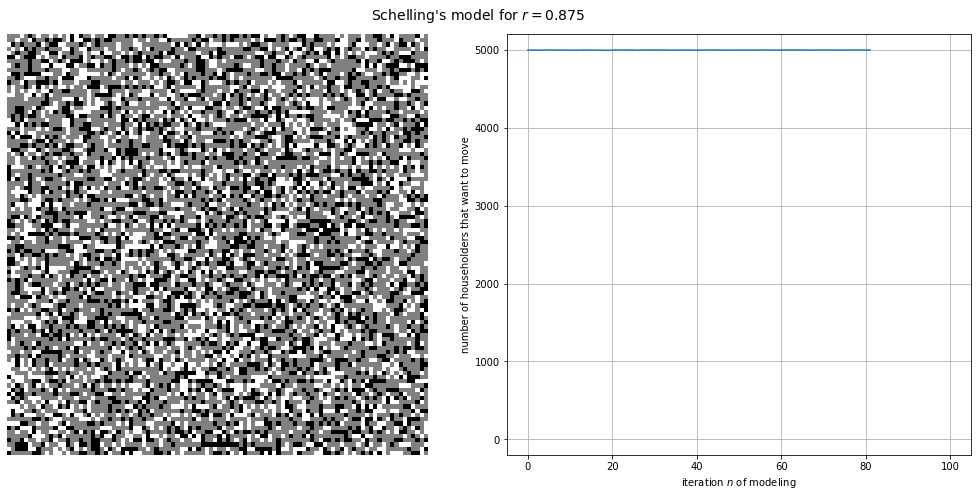 Schelling's model for r = 0.875
number of householders that want to move
5000
4000
3000
2000
1000
0
0 20 40 60 80 100
iteration n of modeling